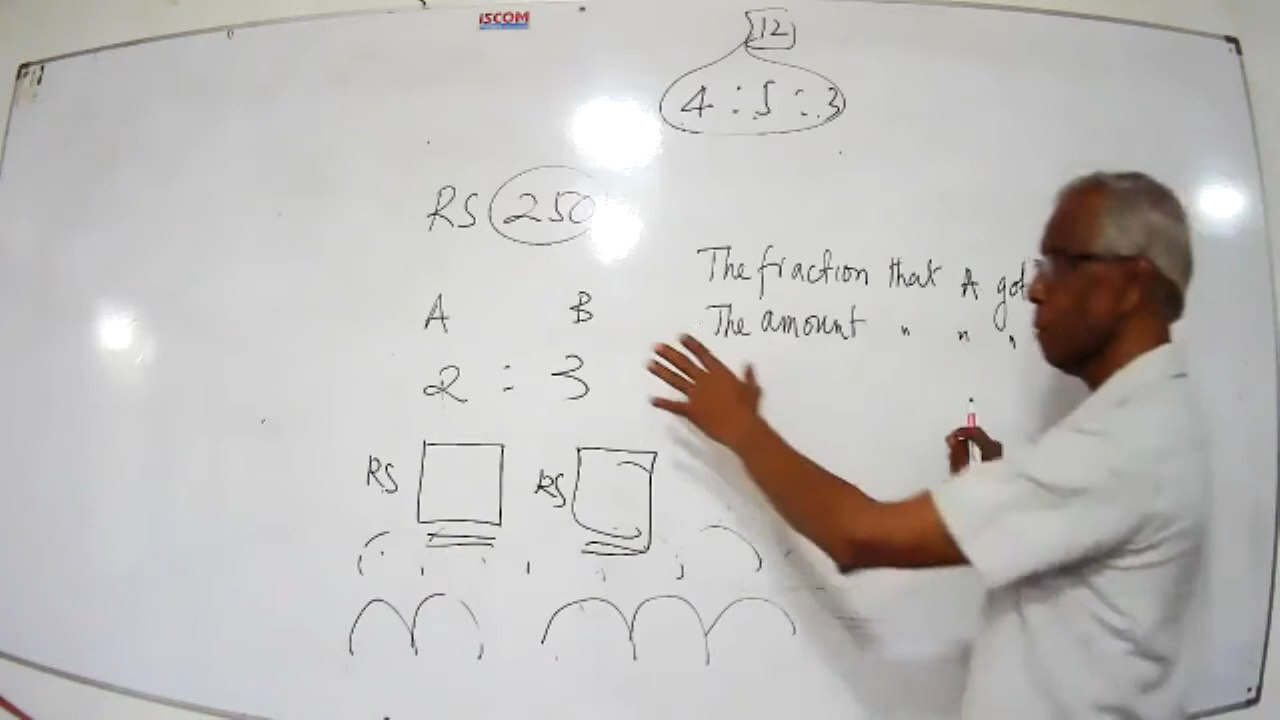 iSCOM
12
4 : 5 : 3
RS 250
A B
2 : 3
RS RS
The fraction that A got
The amount " " "